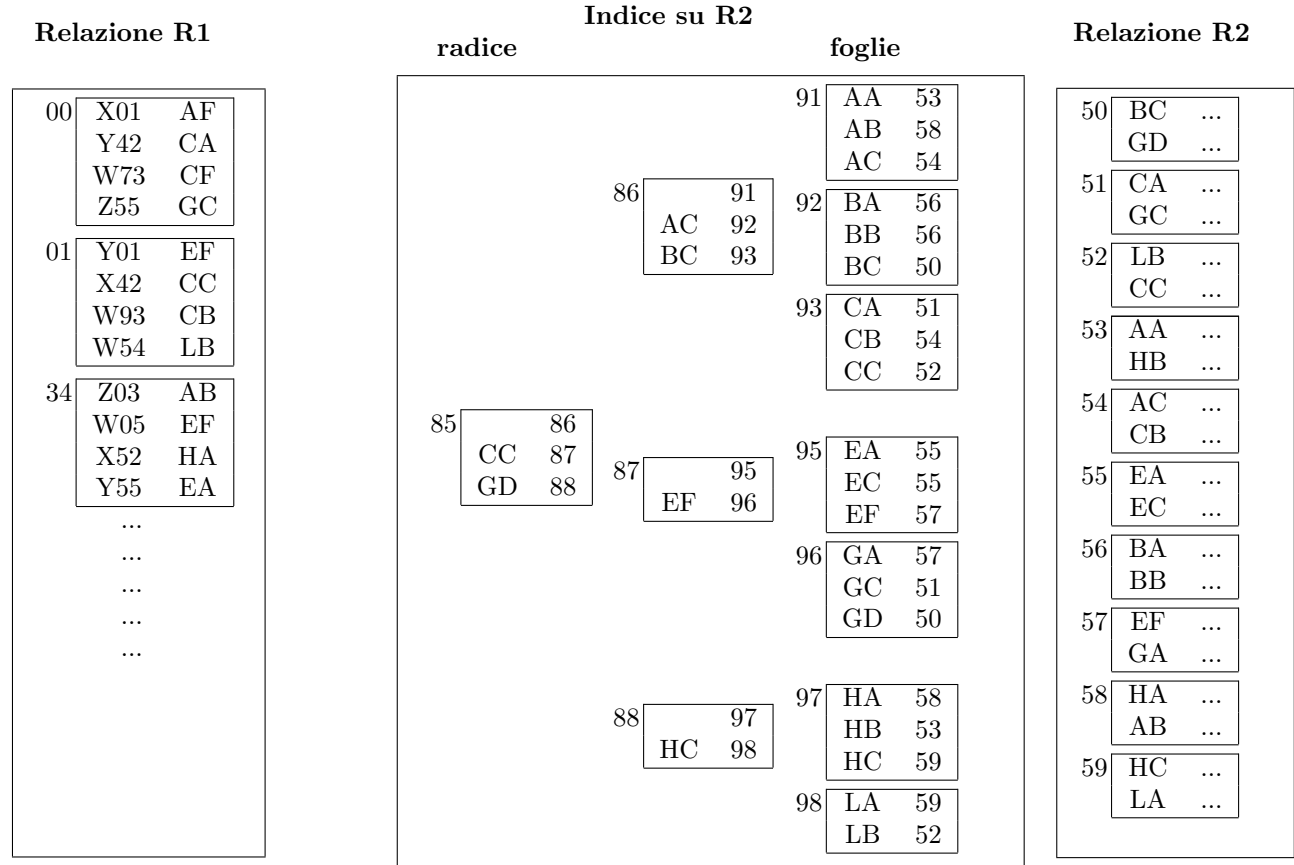 Relazione R1
Indice su R2
radice
foglie
Relazione R2
00 X01 AF
Y42 CA
W73 CF
Z55 GC
01 Y01 EF
X42 CC
W93 CB
W54 LB
34 Z03 AB
W05 EF
X52 HA
Y55 EA
...
...
...
...
...
85 86
CC 87
GD 88
86 91
AC 92
BC 93
87 95
EF 96
88 97
HC 98
91 AA 53
AB 58
AC 54
92 BA 56
BB 56
BC 50
93 CA 51
CB 54
CC 52
95 EA 55
EC 55
EF 57
96 GA 57
GC 51
GD 50
97 HA 58
HB 53
HC 59
98 LA 59
LB 52
50 BC ...
GD ...
51 CA ...
GC ...
52 LB ...
CC ...
53 AA ...
HB ...
54 AC ...
CB ...
55 EA ...
EC ...
56 BA ...
BB ...
57 EF ...
GA ...
58 HA ...
AB ...
59 HC ...
LA ...